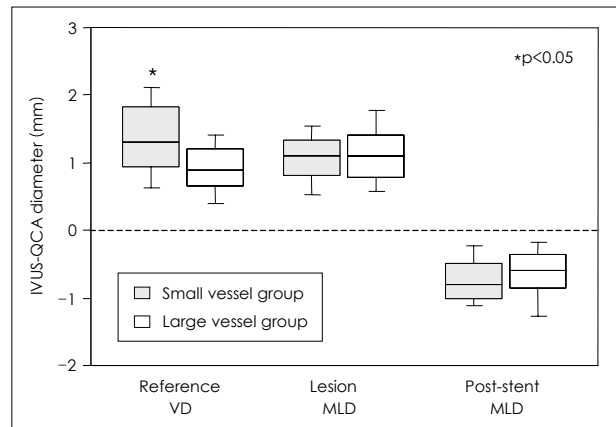 3
2
1
0
−1
−2
IVUS-QCA diameter (mm)
*
*p<0.05
Small vessel group
Large vessel group
Reference
VD
Lesion
MLD
Post-stent
MLD